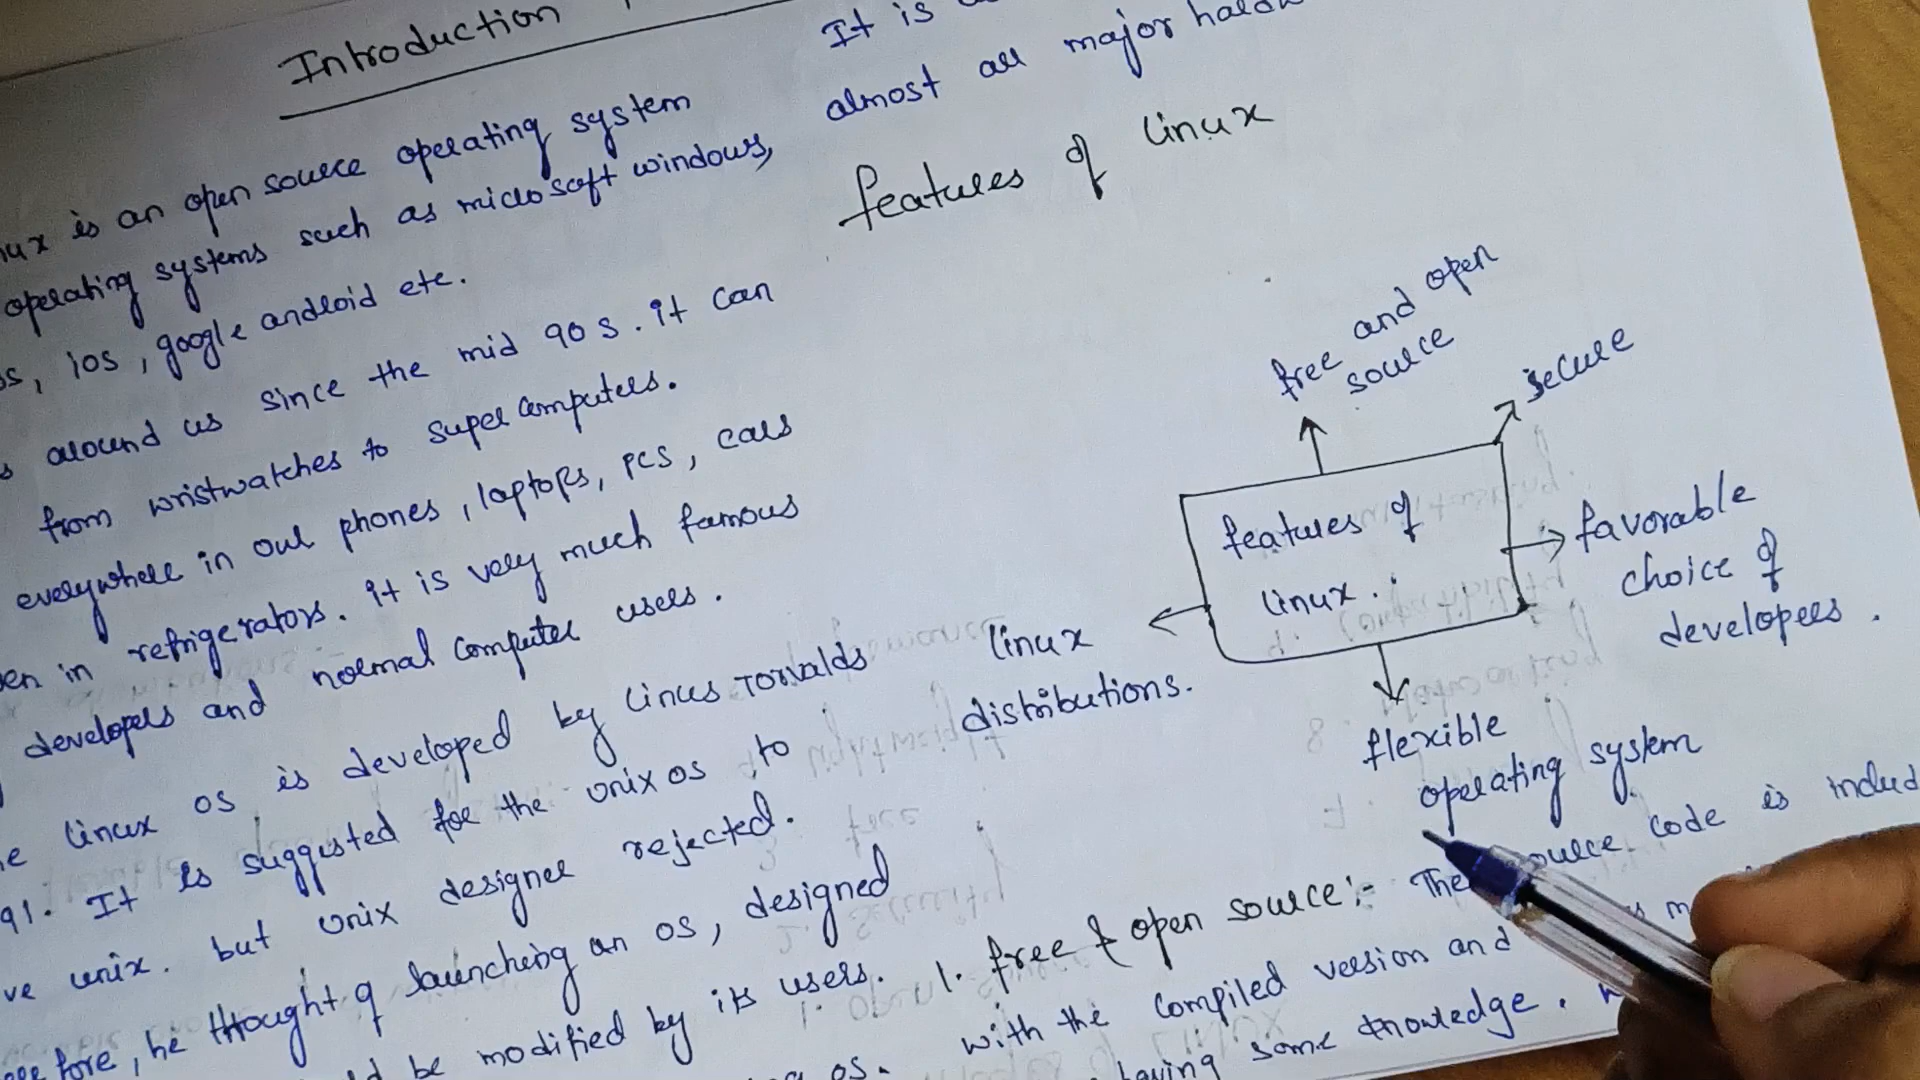 Introduction
is an open source operating system
operating systems such as microsoft windows,
ios, google android etc.
around us since the mid 90s. it can
from wristwatches to super computers.
everywhere in our phones, laptops, pcs, cars
in refrigerators. it is very much famous
developers and normal computer users.
linux os is developed by linus Torvalds
91. It is suggested for the unix os to
unix. but unix designer rejected.
he thought of launching an os, designed
be modified by its users.
os.
It is
almost all major
features of linux
free and open
source
secure
features of
linux.
favorable
choice of
developers.
linux
distributions.
flexible
operating system
1. free & open source:- The source code is
with the compiled version and
having some knowledge.